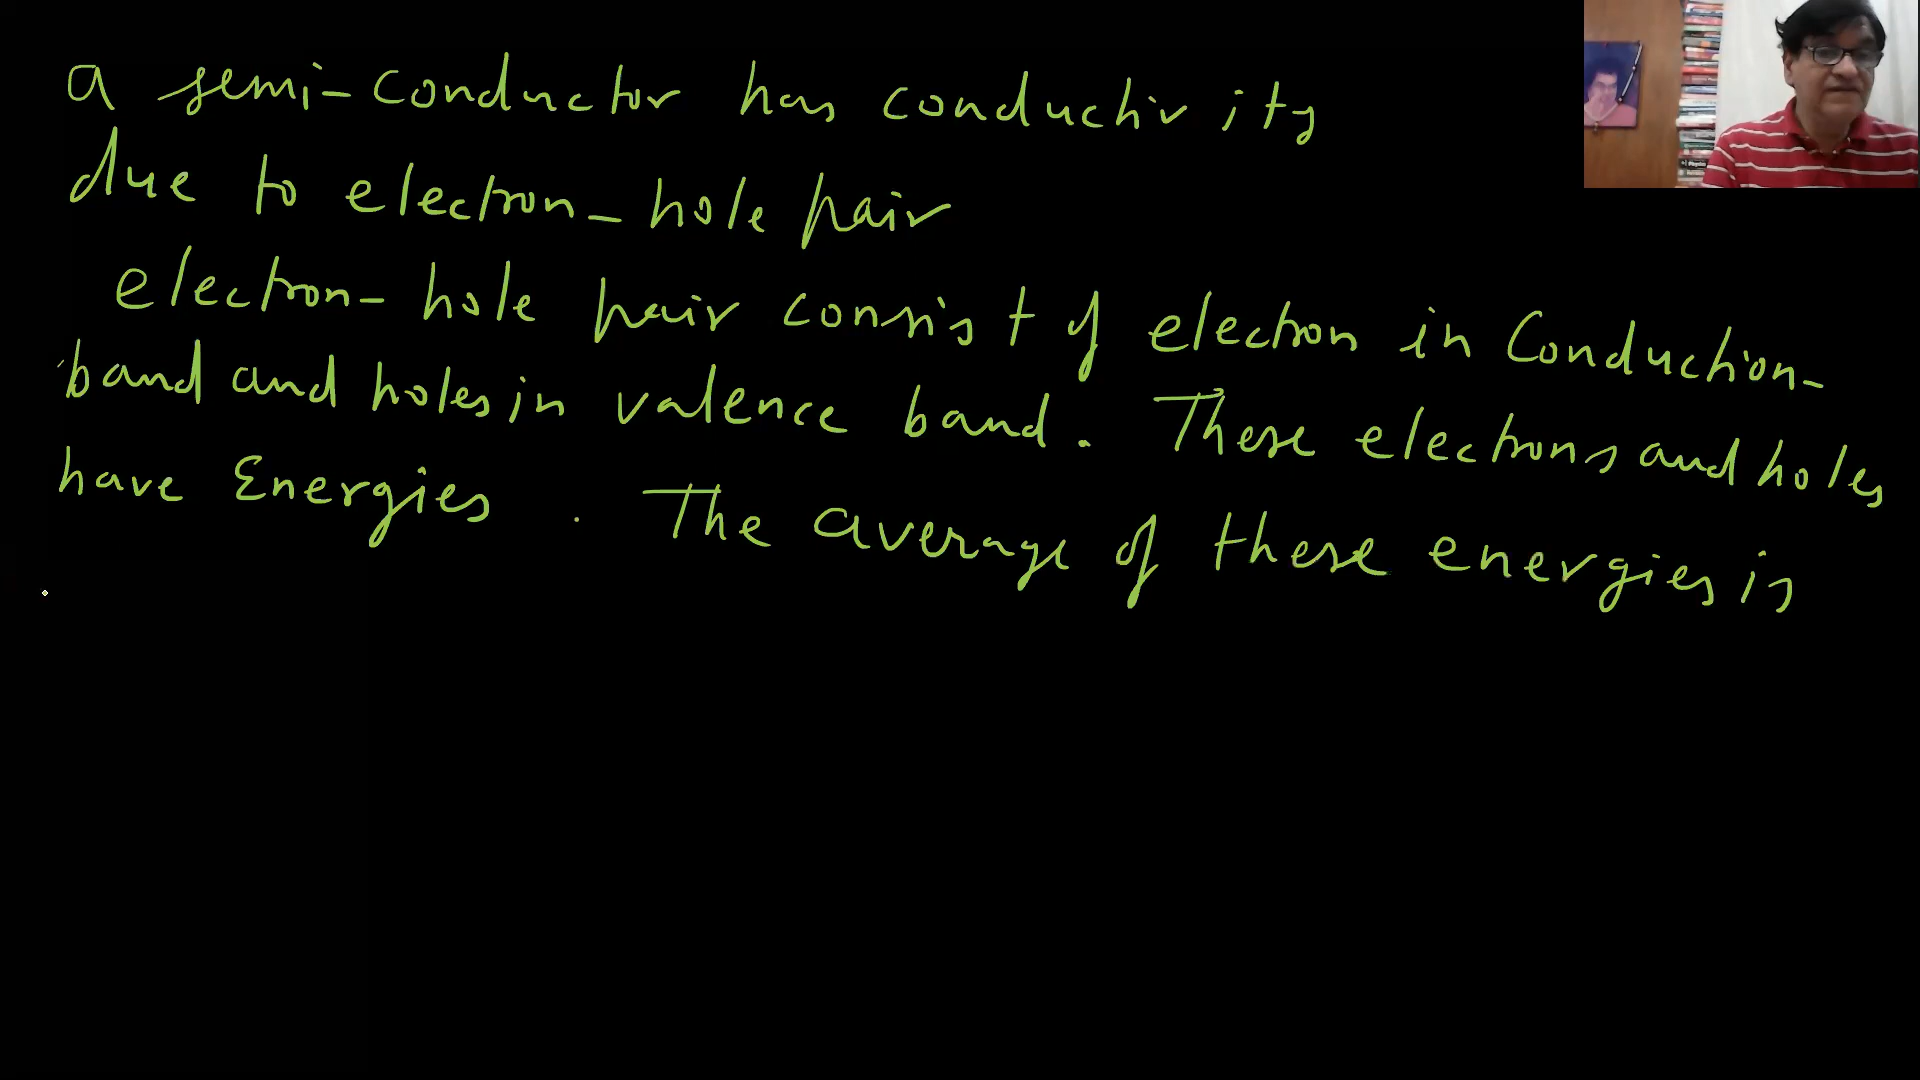 a semi-conductor has conductivity
due to electron-hole pair
electron-hole pair consist of electron in Conduction-
band and holes in valence band. These electrons and holes
have Energies. The average of these energies is